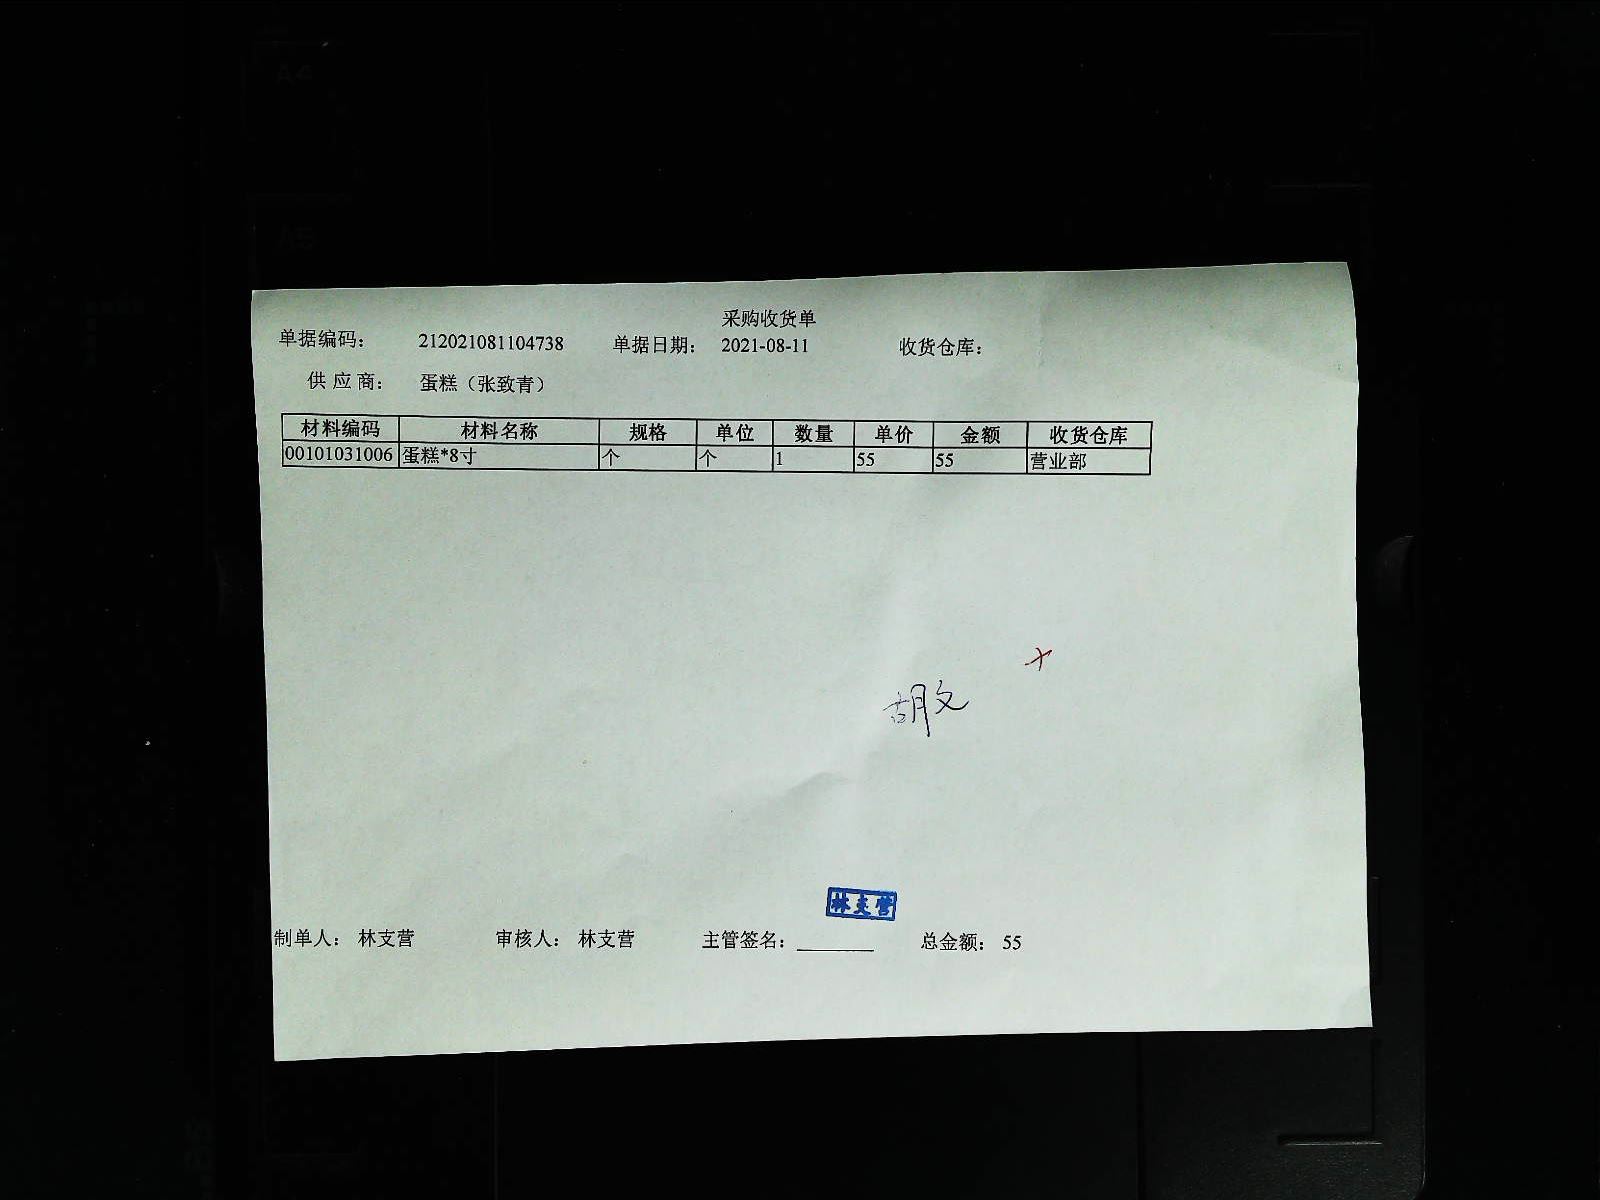 采购收货单
单据编码： 212021081104738 单据日期： 2021-08-11 收货仓库：
供 应 商： 蛋糕（张致青）
材料编码 材料名称 规格 单位 数量 单价 金额 收货仓库
00101031006 蛋糕*8寸 个 个 1 55 55 营业部
胡文
林支营
制单人： 林支营 审核人： 林支营 主管签名：________ 总金额： 55
A4
A5